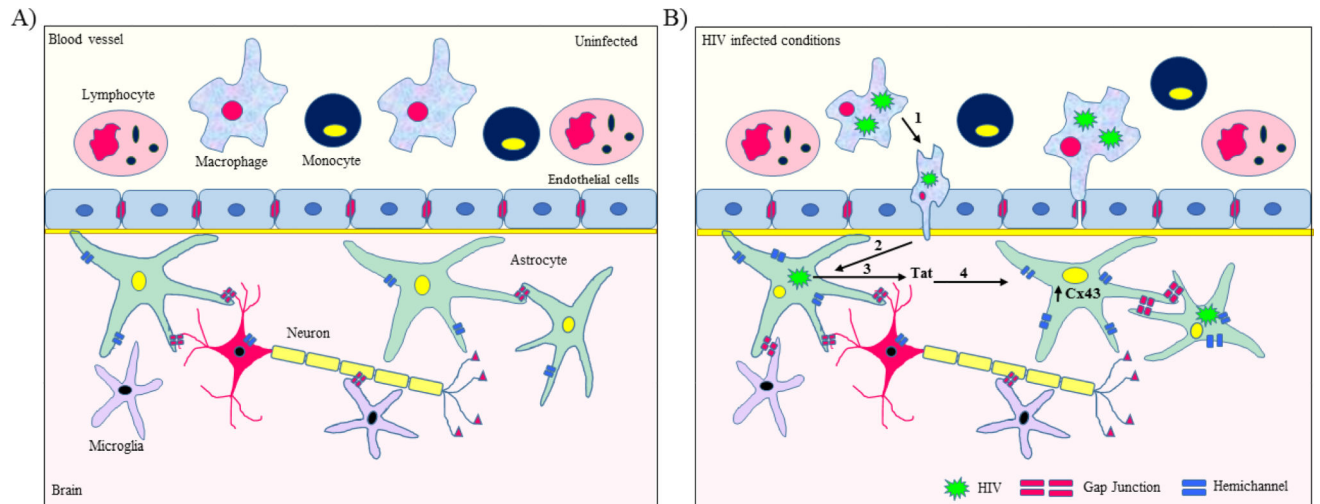 A)
Blood vessel
Uninfected
Lymphocyte
Macrophage
Monocyte
Endothelial cells
Astrocyte
Neuron
Microglia
Brain
B)
HIV infected conditions
1
2
3
Tat
4
Cx43
HIV
Gap Junction
Hemichannel